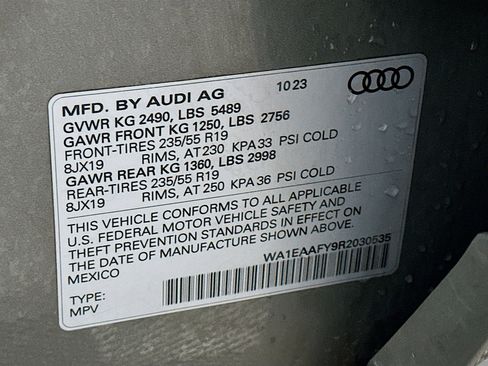 MFD. BY AUDI AG 10 23
GVWR KG 2490, LBS 5489
GAWR FRONT KG 1250, LBS 2756
FRONT-TIRES 235/55 R19
8JX19 RIMS, AT 230 KPA 33 PSI COLD
GAWR REAR KG 1360, LBS 2998
REAR-TIRES 235/55 R19
8JX19 RIMS, AT 250 KPA 36 PSI COLD
THIS VEHICLE CONFORMS TO ALL APPLICABLE
U.S. FEDERAL MOTOR VEHICLE SAFETY AND
THEFT PREVENTION STANDARDS IN EFFECT ON
THE DATE OF MANUFACTURE SHOWN ABOVE.
MEXICO
WA1EAAFY9R2030535
TYPE:
MPV